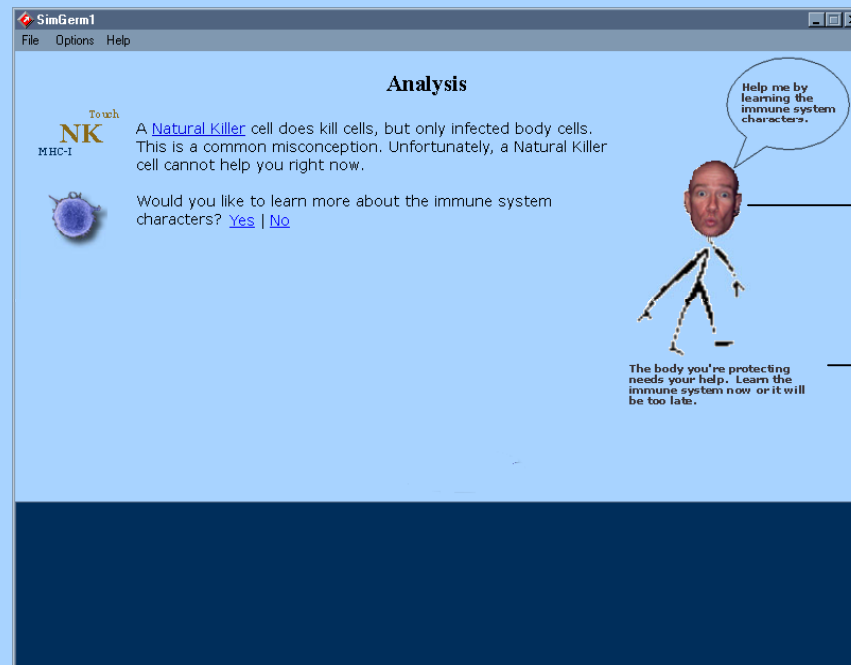 SimGerm1
File Options Help
Analysis
Touch
NK
MHC-I
A Natural Killer cell does kill cells, but only infected body cells.
This is a common misconception. Unfortunately, a Natural Killer
cell cannot help you right now.
Would you like to learn more about the immune system
characters? Yes | No
Help me by
learning the
immune system
characters.
The body you're protecting
needs your help. Learn the
immune system now or it will
be too late.